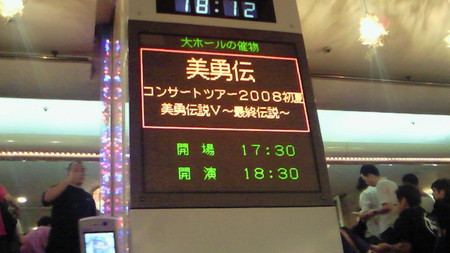 18:12
大ホールの催物
美勇伝
コンサートツアー2008初夏
美勇伝説Ⅴ～最終伝説～
開場 17:30
開演 18:30